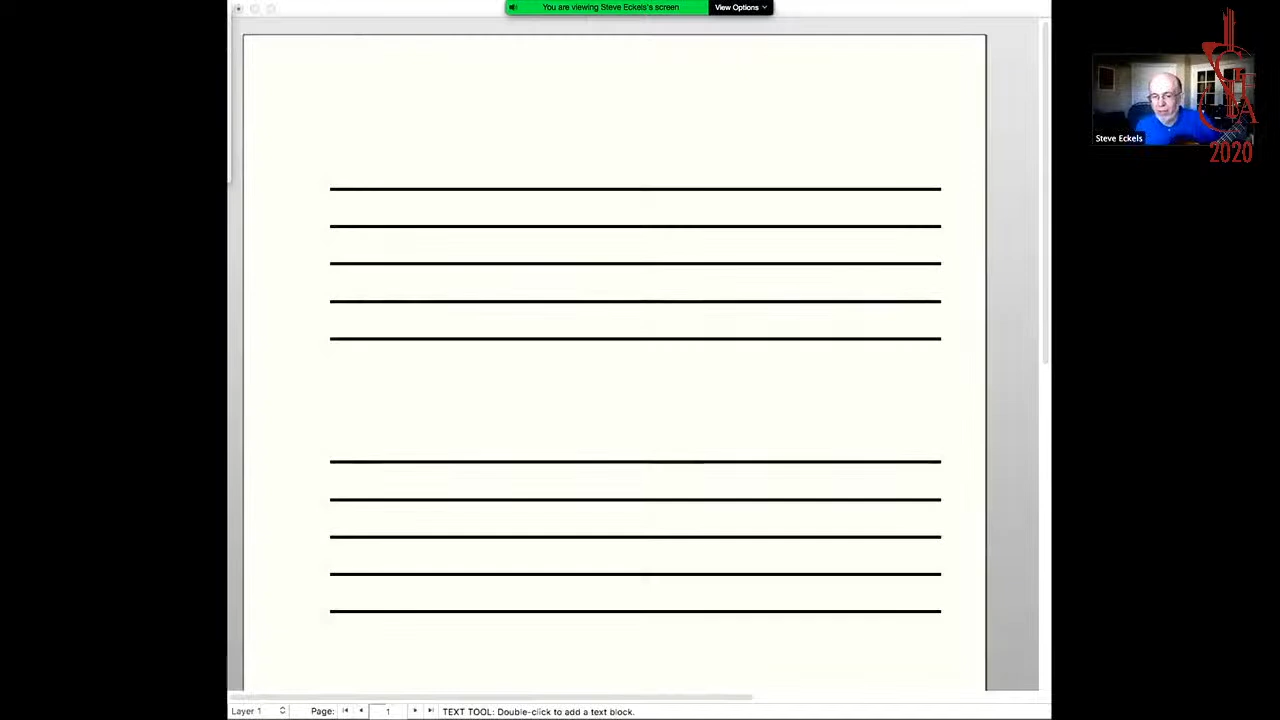 You are viewing Steve Eckels's screen
View Options
Steve Eckels
2020
Layer 1
Page:
1
TEXT TOOL: Double-click to add a text block.